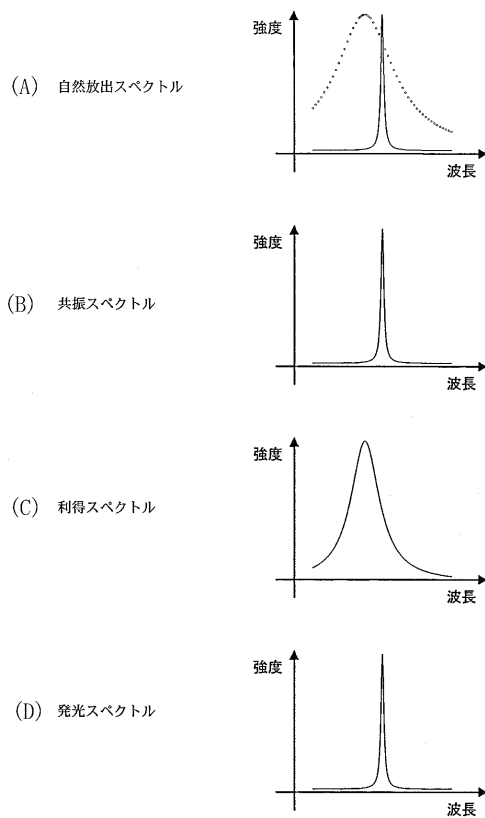 強度
(A) 自然放出スペクトル
波長
強度
(B) 共振スペクトル
波長
強度
(C) 利得スペクトル
波長
強度
(D) 発光スペクトル
波長